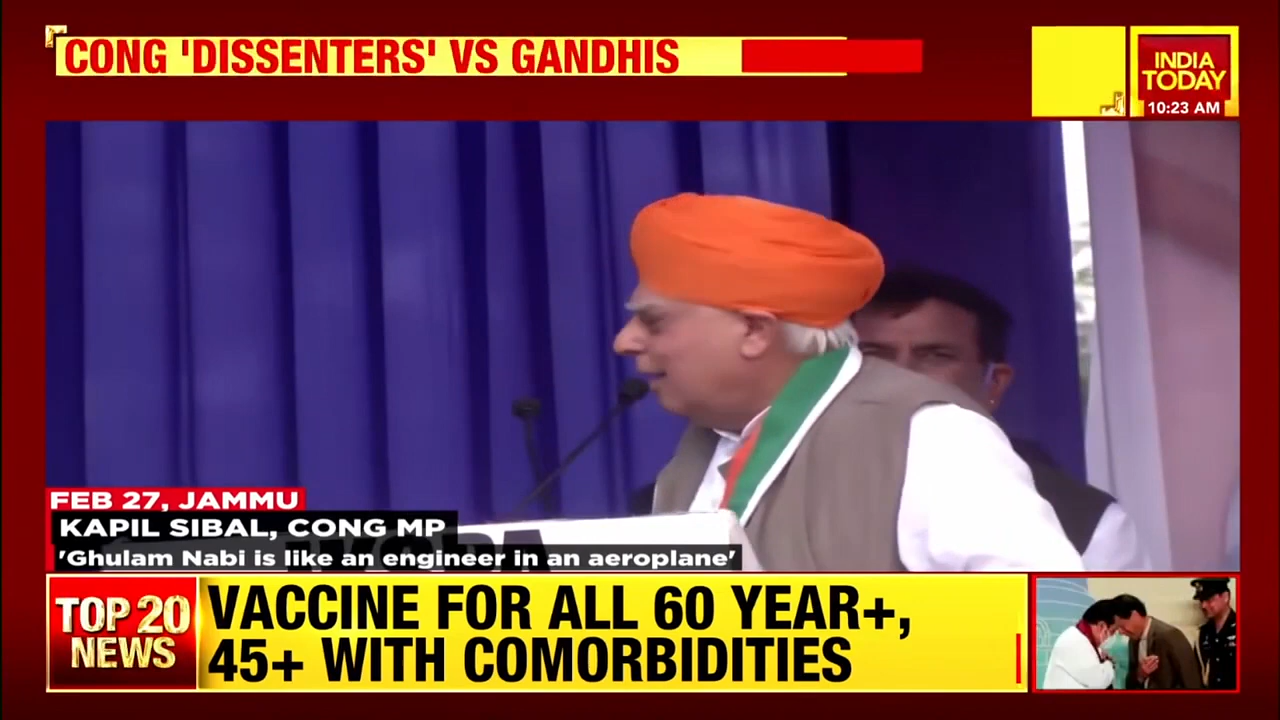 CONG 'DISSENTERS' VS GANDHIS
INDIA
TODAY
10:23 AM
FEB 27, JAMMU
KAPIL SIBAL, CONG MP
'Ghulam Nabi is like an engineer in an aeroplane'
TOP 20
NEWS
VACCINE FOR ALL 60 YEAR+,
45+ WITH COMORBIDITIES